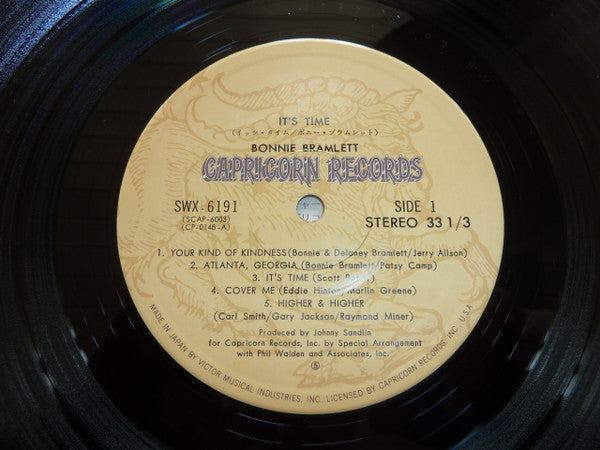 IT'S TIME
(イッツ・タイム/ボニー・ブラムレット)
BONNIE BRAMLETT
CAPRICORN RECORDS
SWX-6191
(SCAP-6003)
(CP-0148-A)
SIDE 1
STEREO 33 1/3
1. YOUR KIND OF KINDNESS (Bonnie & Delaney Bramlett/Jerry Allison)
2. ATLANTA, GEORGIA (Bonnie Bramlett/Patsy Camp)
3. IT'S TIME (Scott
4. COVER ME (Eddie Hinton/Marlin Greene)
5. HIGHER & HIGHER
(Carl Smith/Gary Jackson/Raymond Miner)
Produced by Johnny Sandlin
for Capricorn Records, Inc. by Special Arrangement
with Phil Walden and Associates, Inc.
⑤
MADE IN JAPAN BY VICTOR MUSICAL INDUSTRIES, INC. LICENSED BY CAPRICORN RECORDS INC. U.S.A